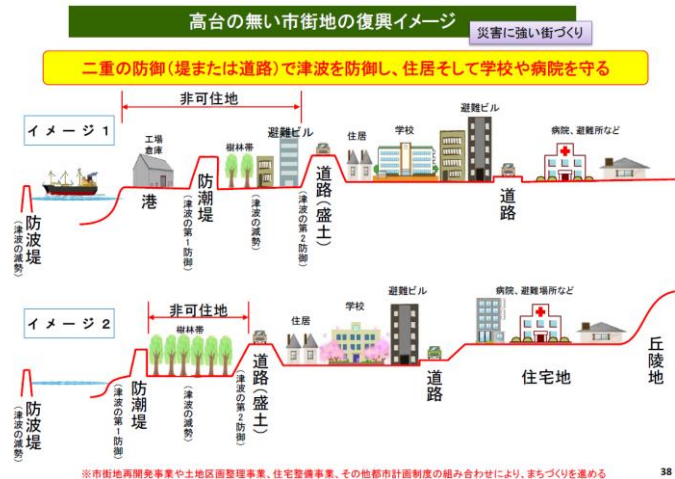 高台の無い市街地の復興イメージ
災害に強い街づくり
二重の防御(堤または道路)で津波を防御し、住居そして学校や病院を守る
非可住地
イメージ1
工場
倉庫
避難ビル
樹林帯
住居
学校
避難ビル
病院、避難所など
防波堤
(津波の減勢)
港
防潮堤
(津波の第1防御)
(津波の減勢)
道路(盛土)
(津波の第2防御)
道路
非可住地
イメージ2
樹林帯
住居
学校
避難ビル
病院、避難場所など
防波堤
(津波の減勢)
防潮堤
(津波の第1防御)
(津波の減勢)
道路(盛土)
(津波の第2防御)
道路
住宅地
丘陵地
※市街地再開発事業や土地区画整理事業、住宅整備事業、その他都市計画制度の組み合わせにより、まちづくりを進める
38